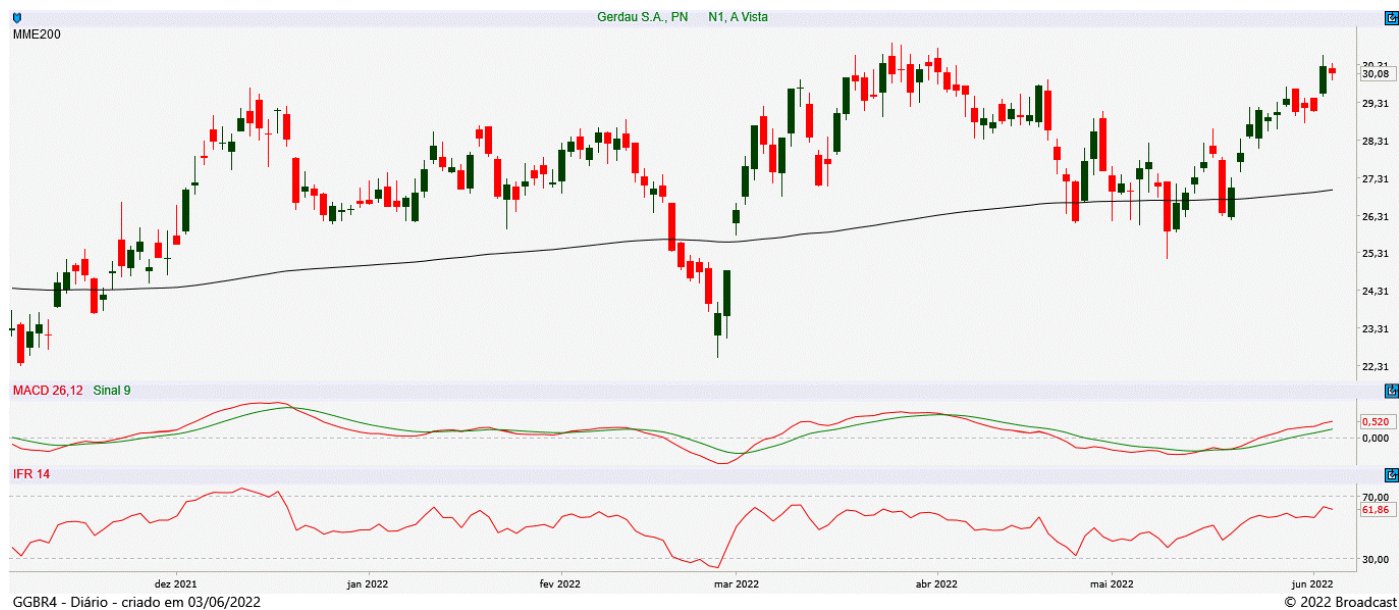 Gerdau S.A., PN N1, A Vista
MME200
30,31
30,08
29,31
28,31
27,31
26,31
25,31
24,31
23,31
22,31
MACD 26,12 Sinal 9
0,520
0,000
IFR 14
70,00
61,86
30,00
dez 2021 jan 2022 fev 2022 mar 2022 abr 2022 mai 2022 jun 2022
GGBR4 - Diário - criado em 03/06/2022 © 2022 Broadcast